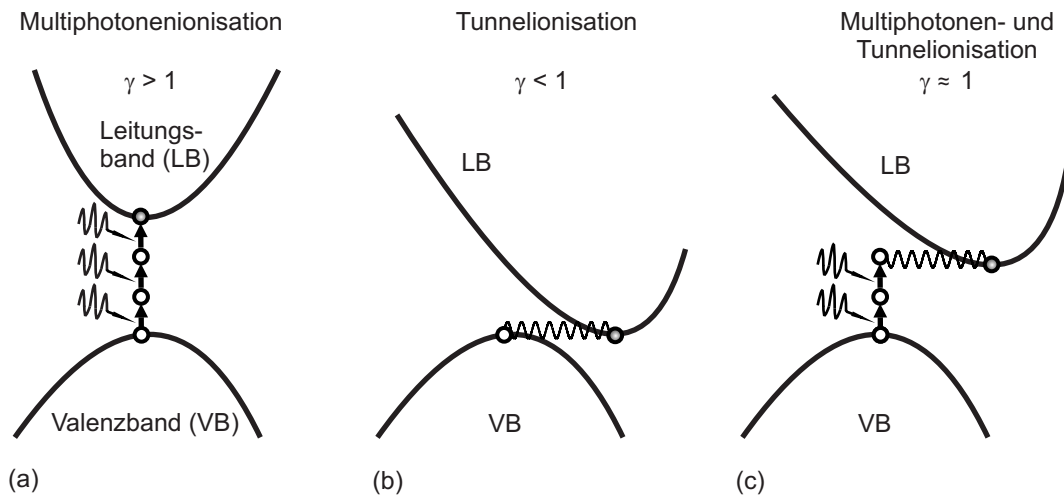 Multiphotonenionisation
γ > 1
Leitungs-
band (LB)
Valenzband (VB)
(a)
Tunnelionisation
γ < 1
LB
VB
(b)
Multiphotonen- und
Tunnelionisation
γ ≈ 1
LB
VB
(c)